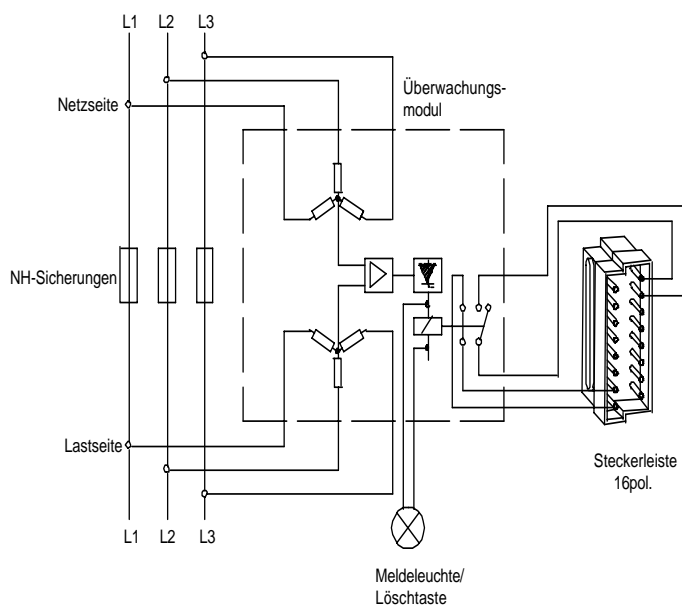 L1 L2 L3
Überwachungs-
modul
Netzseite
NH-Sicherungen
Lastseite
Steckerleiste
16pol.
L1 L2 L3
Meldeleuchte/
Löschtaste